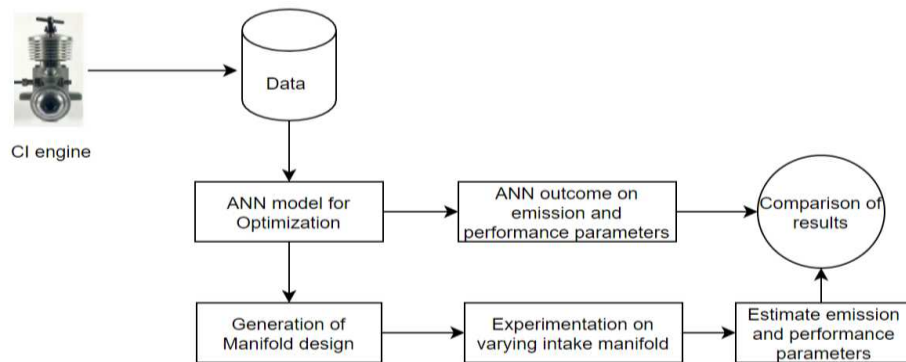 Data
CI engine
ANN model for
Optimization
ANN outcome on
emission and
performance parameters
Comparison of
results
Generation of
Manifold design
Experimentation on
varying intake manifold
Estimate emission
and performance
parameters